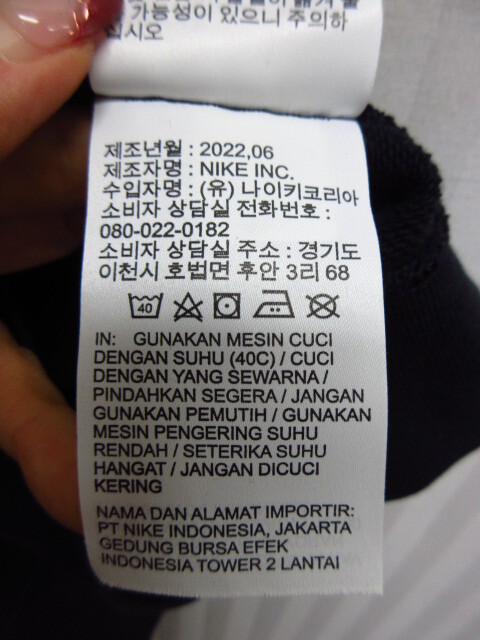 가능성이 있으니 주의하
십시오
제조년월 : 2022,06
제조자명 : NIKE INC.
수입자명 : (유) 나이키코리아
소비자 상담실 전화번호 :
080-022-0182
소비자 상담실 주소 : 경기도
이천시 호법면 후안 3리 68
40
IN: GUNAKAN MESIN CUCI
DENGAN SUHU (40C) / CUCI
DENGAN YANG SEWARNA /
PINDAHKAN SEGERA / JANGAN
GUNAKAN PEMUTIH / GUNAKAN
MESIN PENGERING SUHU
RENDAH / SETERIKA SUHU
HANGAT / JANGAN DICUCI
KERING
NAMA DAN ALAMAT IMPORTIR:
PT NIKE INDONESIA, JAKARTA
GEDUNG BURSA EFEK
INDONESIA TOWER 2 LANTAI